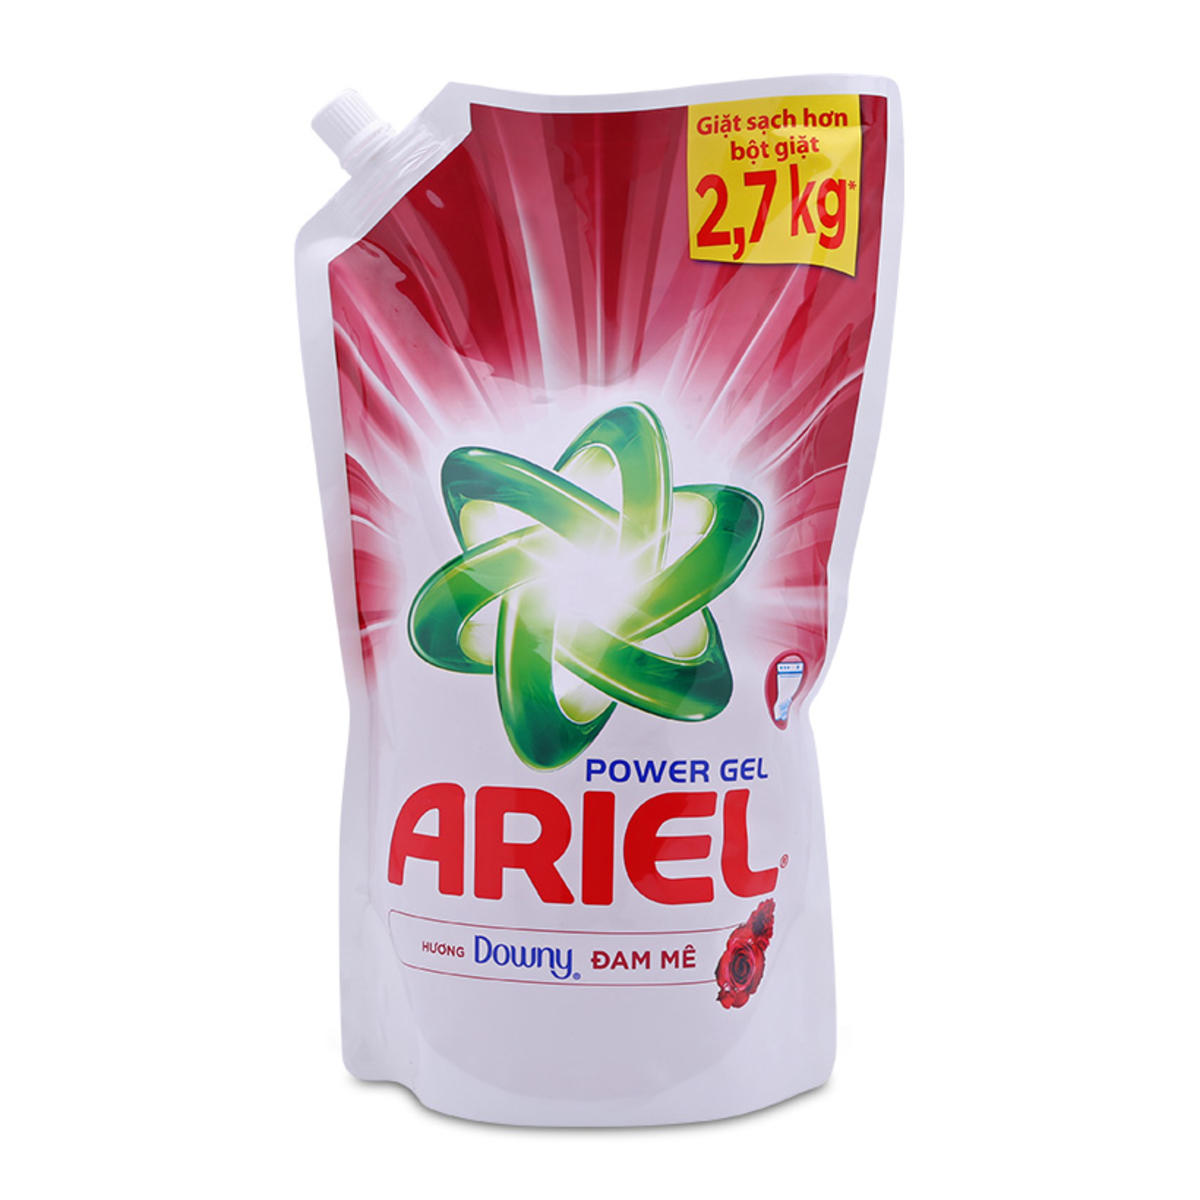 Giặt sạch hơn
bột giặt
2,7 kg*
POWER GEL
ARIEL®
HƯƠNG Downy® ĐAM MÊ